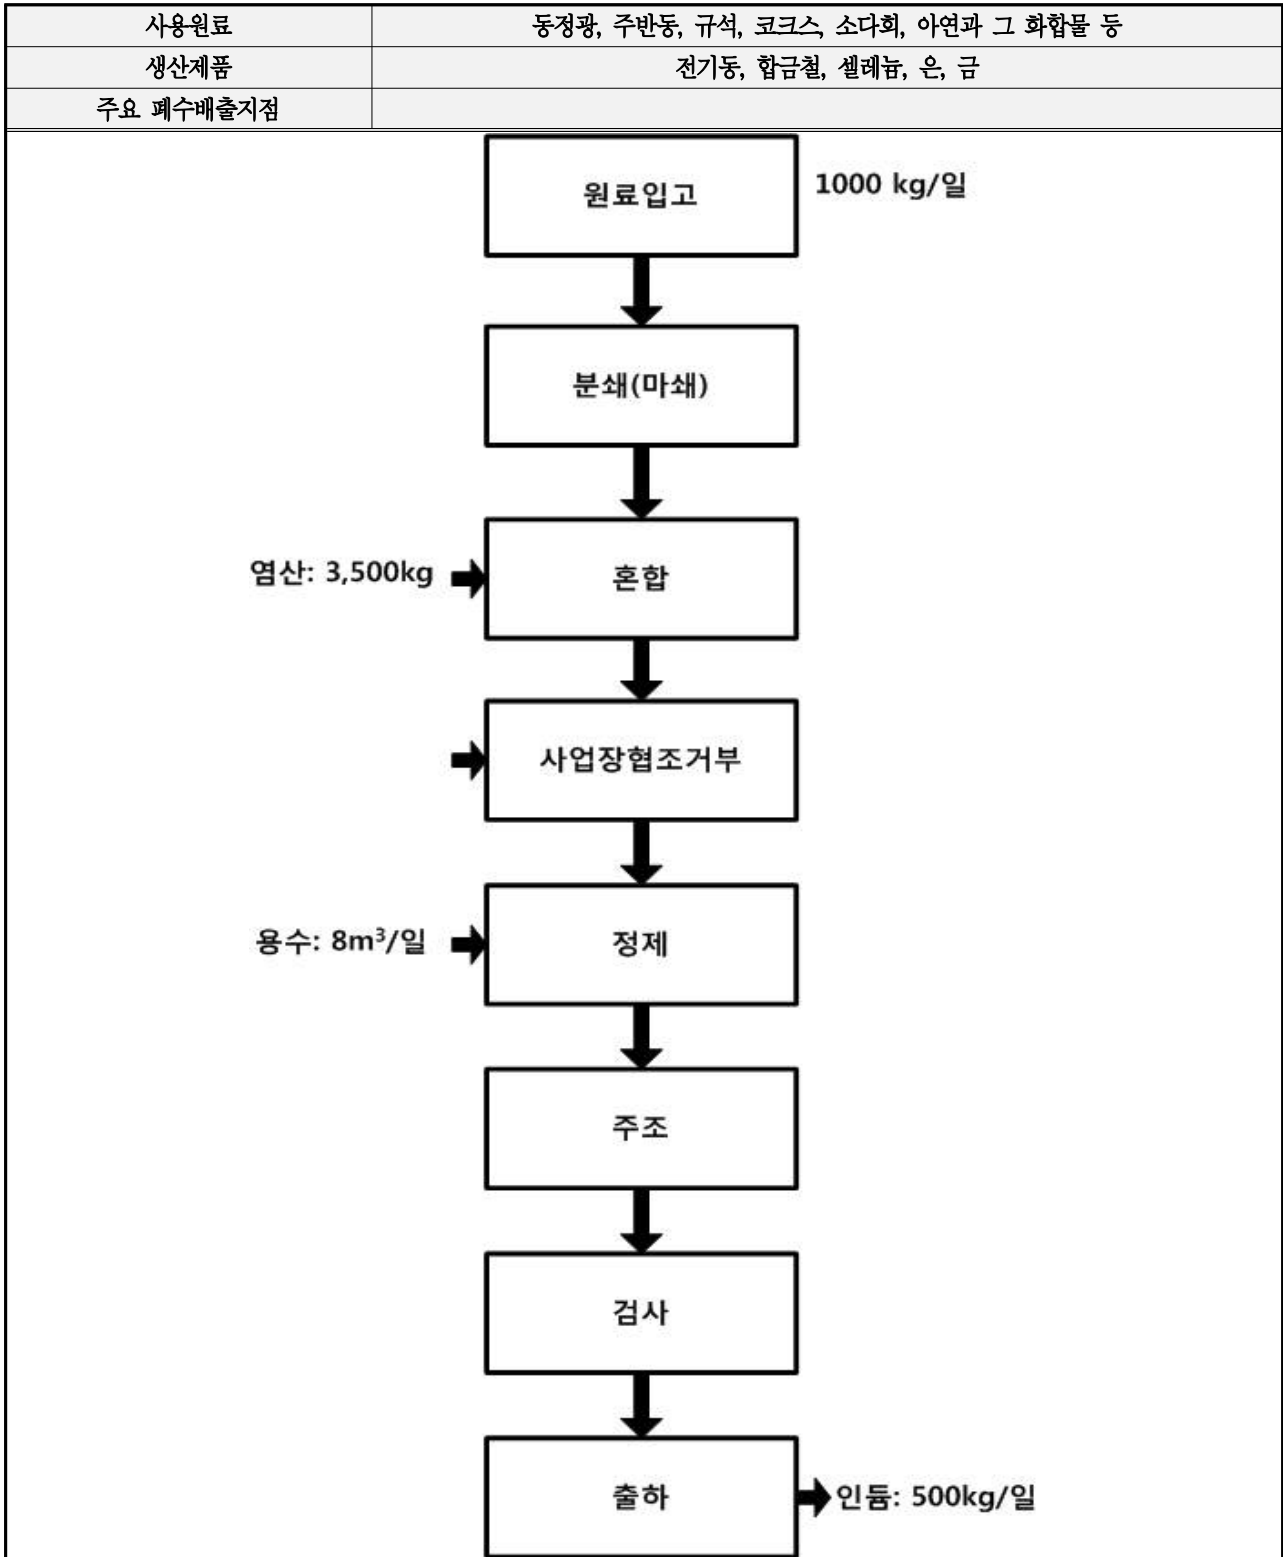 사용원료 동정광, 주반동, 규석, 코크스, 소다회, 아연과 그 화합물 등
생산제품 전기동, 합금철, 셀레늄, 은, 금
주요 폐수배출지점
원료입고 1000 kg/일
분쇄(마쇄)
염산: 3,500kg 혼합
사업장협조거부
용수: 8m³/일 정제
주조
검사
출하 인듐: 500kg/일